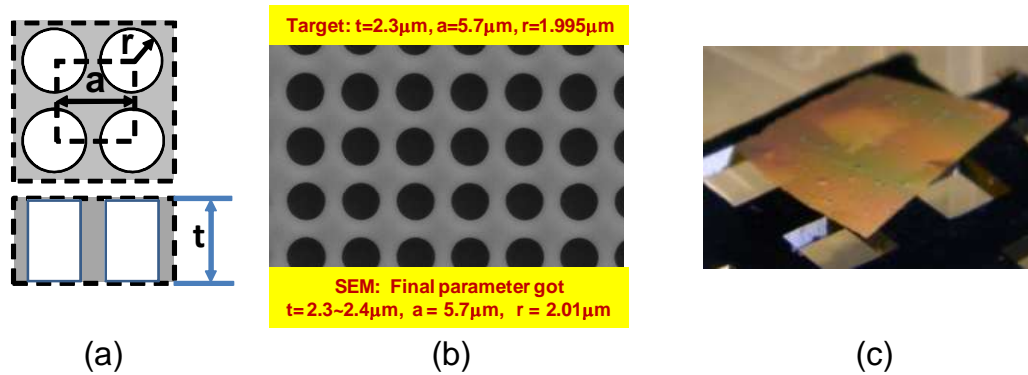 r
a
t
Target: t=2.3μm, a=5.7μm, r=1.995μm
SEM: Final parameter got
t=2.3~2.4μm, a = 5.7μm, r = 2.01μm
(a)
(b)
(c)